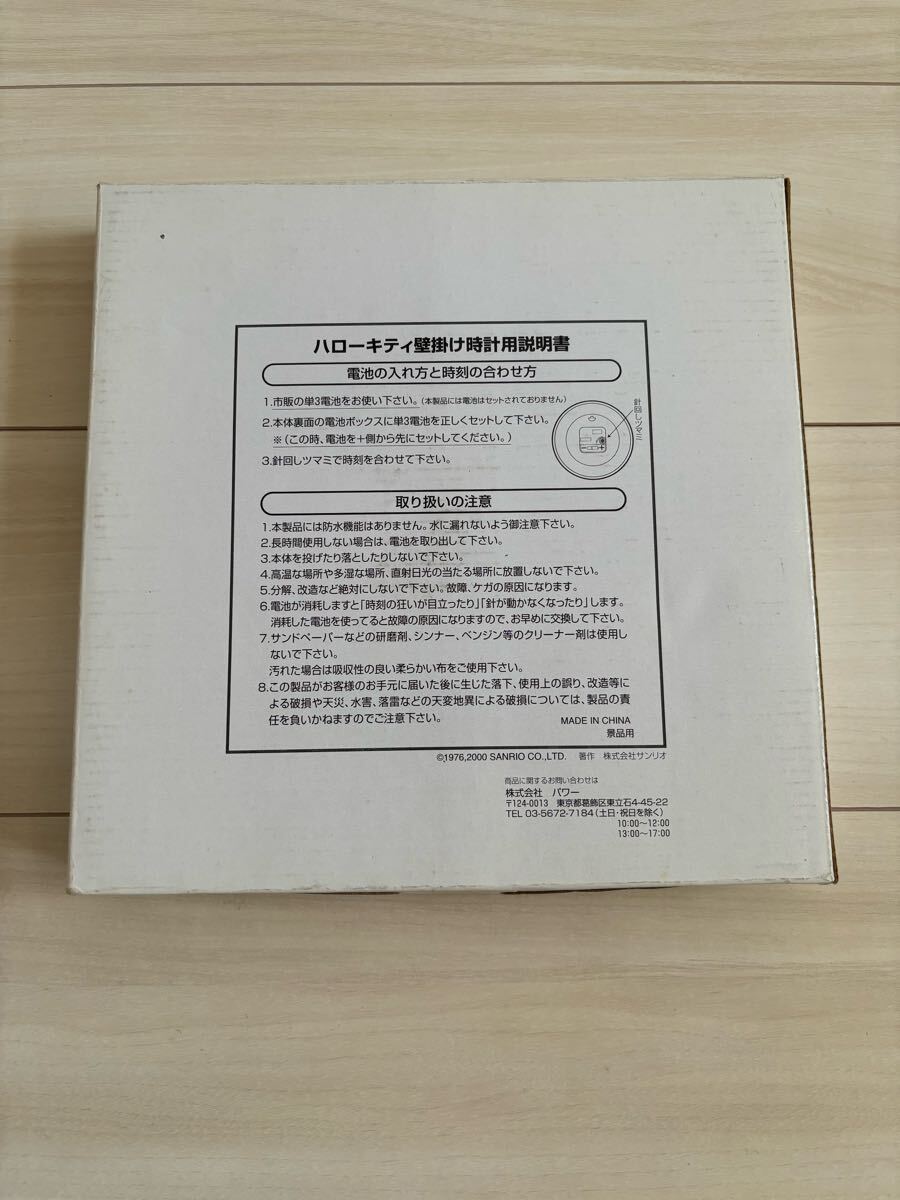 ハローキティ壁掛け時計用説明書
電池の入れ方と時刻の合わせ方
1.市販の単3電池をお使い下さい。(本製品には電池はセットされておりません)
2.本体裏面の電池ボックスに単3電池を正しくセットして下さい。
※(この時、電池を+側から先にセットしてください。)
3.針回しツマミで時刻を合わせて下さい。
針回しツマミ
取り扱いの注意
1.本製品には防水機能はありません。水に漏れないよう御注意下さい。
2.長時間使用しない場合は、電池を取り出して下さい。
3.本体を投げたり落としたりしないで下さい。
4.高温な場所や多湿な場所、直射日光の当たる場所に放置しないで下さい。
5.分解、改造など絶対にしないで下さい。故障、ケガの原因になります。
6.電池が消耗しますと「時刻の狂いが目立ったり」「針が動かなくなったり」します。
消耗した電池を使ってると故障の原因になりますので、お早めに交換して下さい。
7.サンドペーパーなどの研磨剤、シンナー、ベンジン等のクリーナー剤は使用し
ないで下さい。
汚れた場合は吸収性の良い柔らかい布をご使用下さい。
8.この製品がお客様のお手元に届いた後に生じた落下、使用上の誤り、改造等に
よる破損や天災、水害、落雷などの天変地異による破損については、製品の責
任を負いかねますのでご注意下さい。
MADE IN CHINA
景品用
©1976,2000 SANRIO CO.,LTD. 著作 株式会社サンリオ
商品に関するお問い合わせは
株式会社 パワー
〒124-0013 東京都葛飾区東立石4-45-22
TEL 03-5672-7184(土日・祝日を除く)
10:00～12:00
13:00～17:00